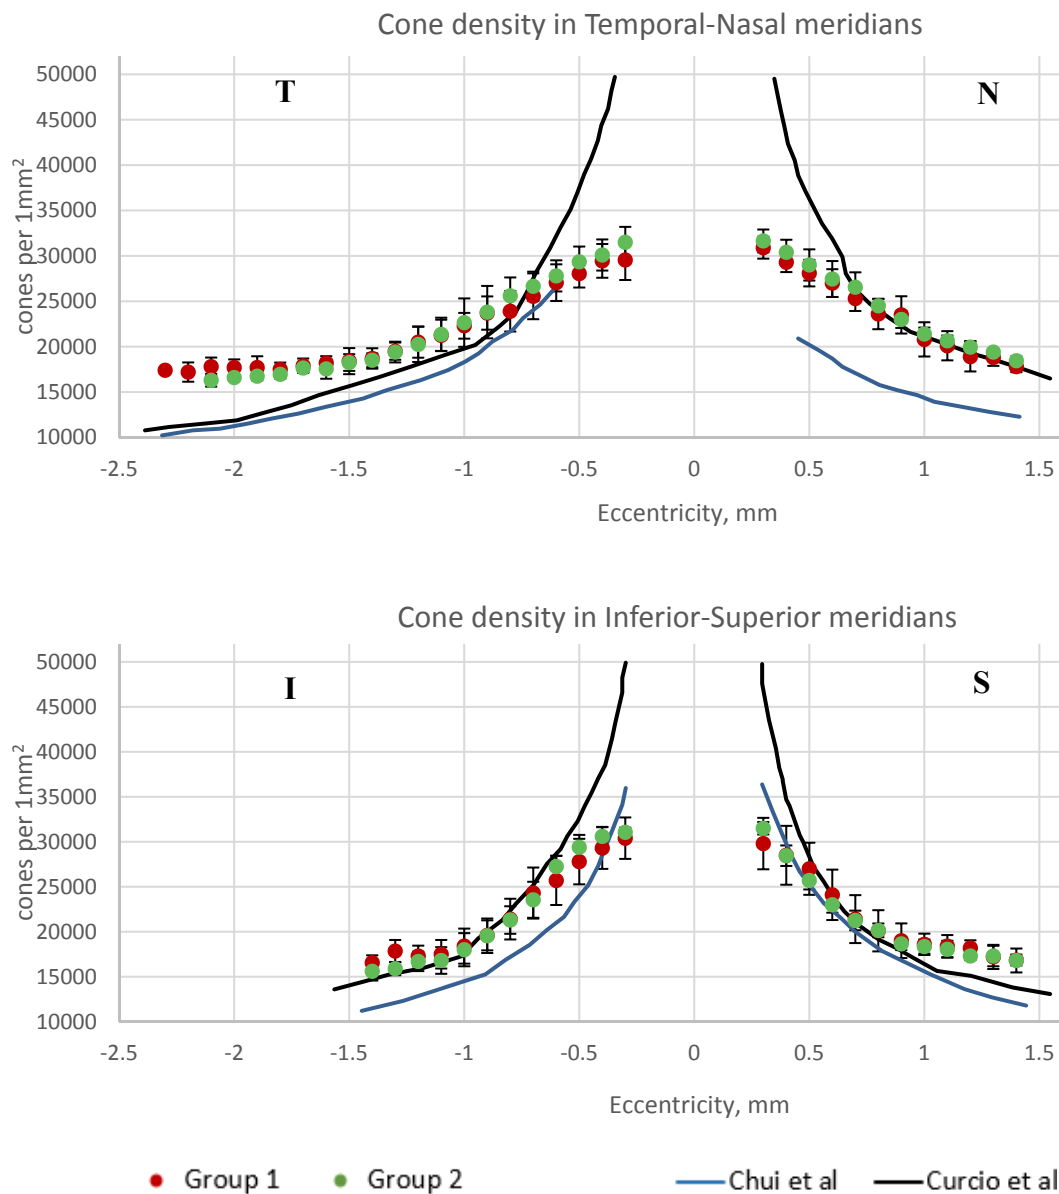 Cone density in Temporal-Nasal meridians
cones per 1mm²
50000
45000
40000
35000
30000
25000
20000
15000
10000
T
N
-2.5 -2 -1.5 -1 -0.5 0 0.5 1 1.5
Eccentricity, mm
Cone density in Inferior-Superior meridians
cones per 1mm²
50000
45000
40000
35000
30000
25000
20000
15000
10000
I
S
-2.5 -2 -1.5 -1 -0.5 0 0.5 1 1.5
Eccentricity, mm
Group 1 Group 2 Chui et al Curcio et al